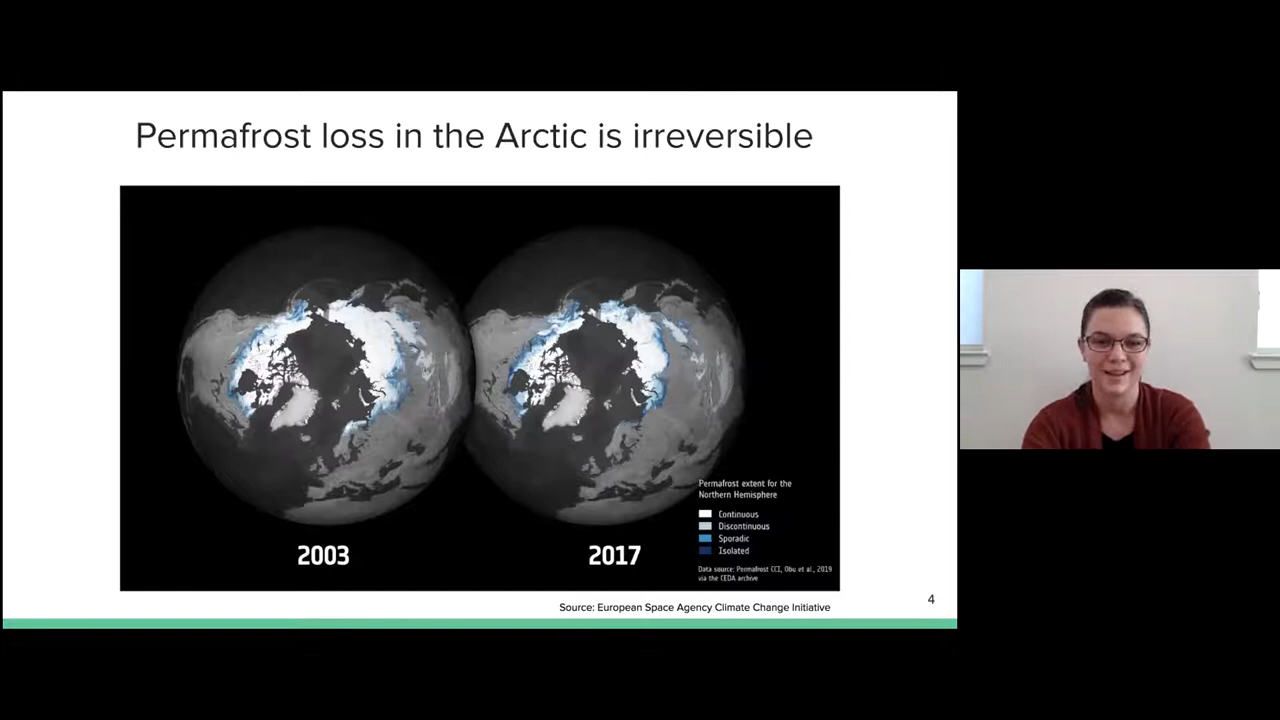 Permafrost loss in the Arctic is irreversible
2003
2017
Permafrost extent for the
Northern Hemisphere
Continuous
Discontinuous
Sporadic
Isolated
Data source: Permafrost CCI, Obu et al., 2019
via the CEDA archive
Source: European Space Agency Climate Change Initiative
4